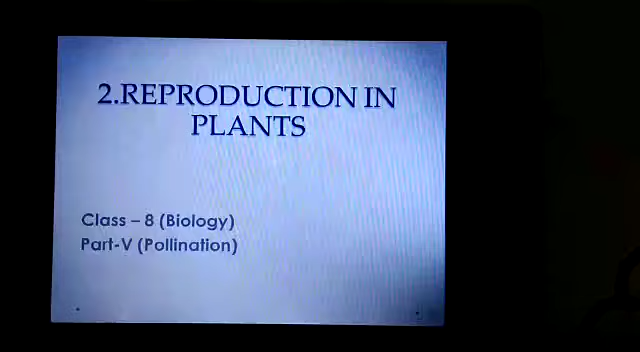 2.REPRODUCTION IN
PLANTS
Class – 8 (Biology)
Part-V (Pollination)